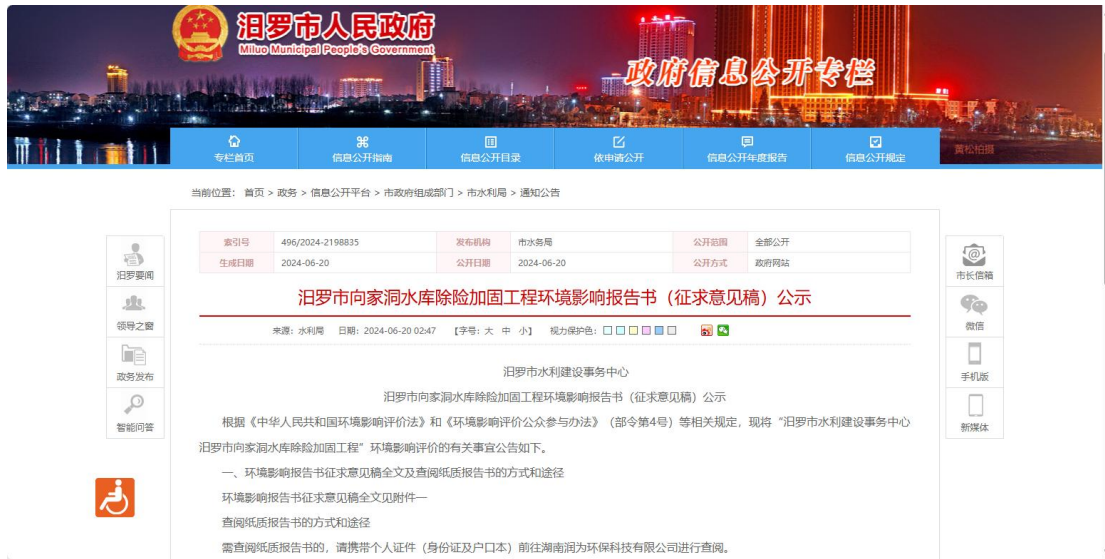 汨罗市人民政府
Miluo Municipal People's Government
政府信息公开专栏
专栏首页 信息公开指南 信息公开目录 依申请公开 信息公开年度报告 信息公开规定
黄松柏摄
当前位置: 首页 > 政务 > 信息公开平台 > 市政府组成部门 > 市水利局 > 通知公告
索引号 496/2024-2198835 发布机构 市水务局 公开范围 全部公开
生成日期 2024-06-20 公开日期 2024-06-20 公开方式 政府网站
汨罗市向家洞水库除险加固工程环境影响报告书（征求意见稿）公示
来源: 水利局 日期: 2024-06-20 02:47 【字号: 大 中 小】 视力保护色:
汨罗市水利建设事务中心
汨罗市向家洞水库除险加固工程环境影响报告书（征求意见稿）公示
根据《中华人民共和国环境影响评价法》和《环境影响评价公众参与办法》（部令第4号）等相关规定，现将“汨罗市水利建设事务中心
汨罗市向家洞水库除险加固工程”环境影响评价的有关事宜公告如下。
一、环境影响报告书征求意见稿全文及查阅纸质报告书的方式和途径
环境影响报告书征求意见稿全文见附件一
查阅纸质报告书的方式和途径
需查阅纸质报告书的，请携带个人证件（身份证及户口本）前往湖南润为环保科技有限公司进行查阅。
汨罗要闻
领导之窗
政务发布
智能问答
市长信箱
微信
手机版
新媒体